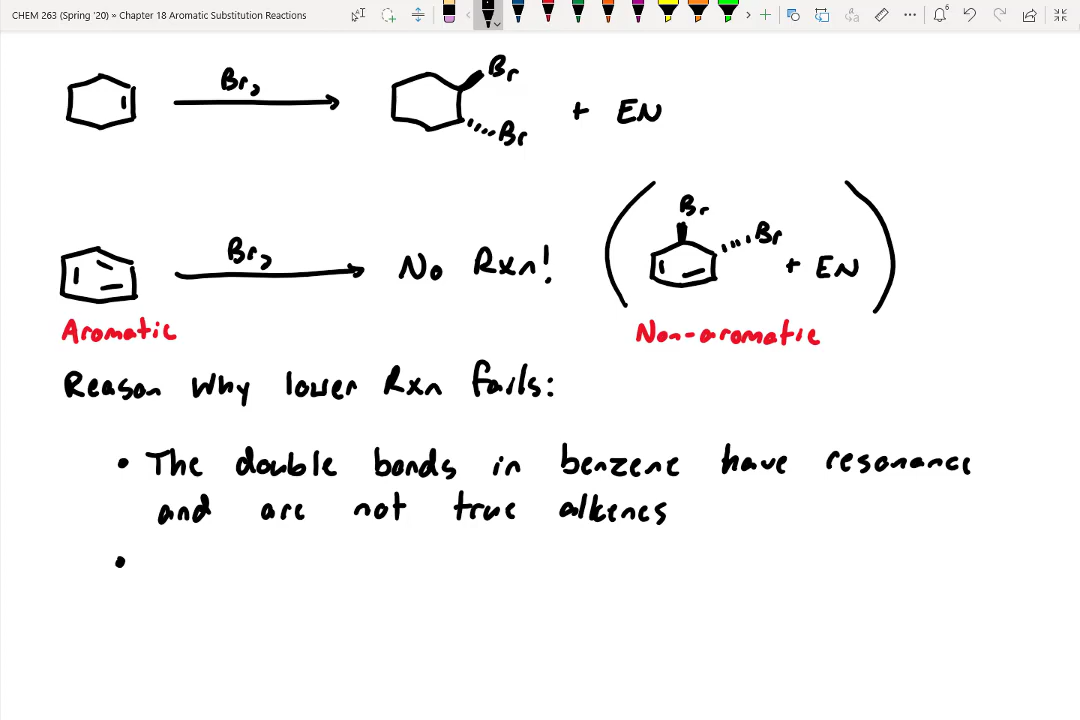 CHEM 263 (Spring '20) » Chapter 18 Aromatic Substitution Reactions
6
Br₂
Br
Br
+ EN
Br₂
No Rxn!
Br
Br
+ EN
Aromatic
Non-aromatic
Reason Why lower Rxn fails:
• The double bonds in benzene have resonance
and are not true alkenes
•